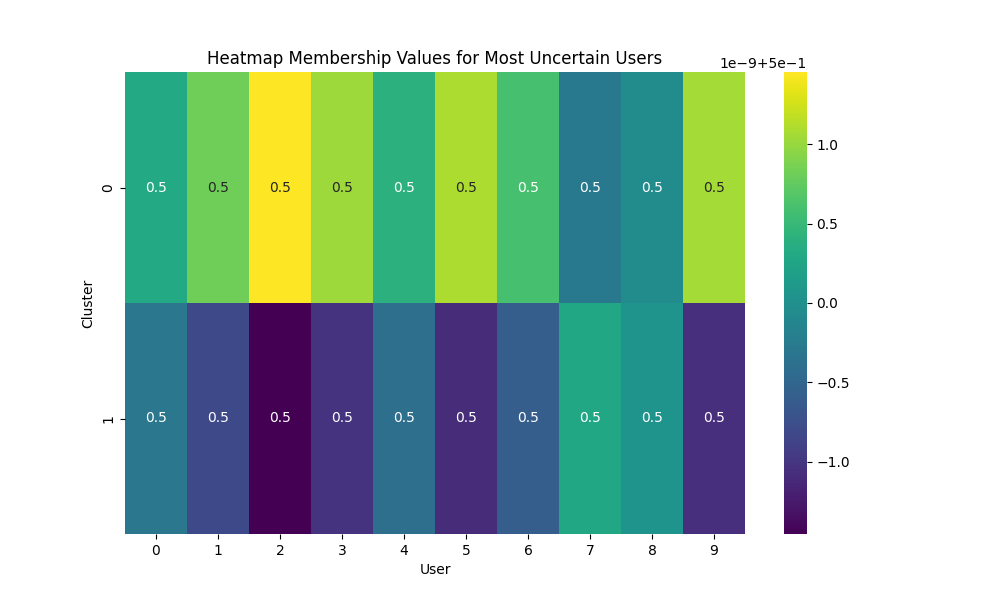 Heatmap Membership Values for Most Uncertain Users
1e−9+5e−1
0 0.5 0.5 0.5 0.5 0.5 0.5 0.5 0.5 0.5 0.5
1 0.5 0.5 0.5 0.5 0.5 0.5 0.5 0.5 0.5 0.5
Cluster
0 1 2 3 4 5 6 7 8 9
User
1.0
0.5
0.0
−0.5
−1.0